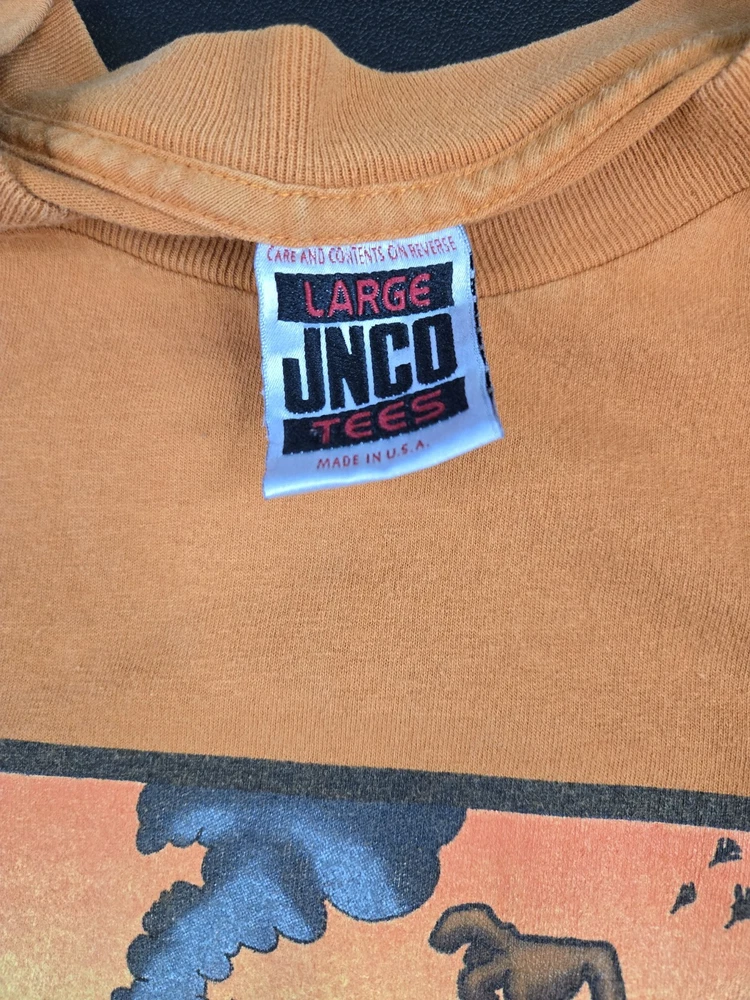 CARE AND CONTENTS ON REVERSE
LARGE
JNCO
TEES
MADE IN U.S.A.